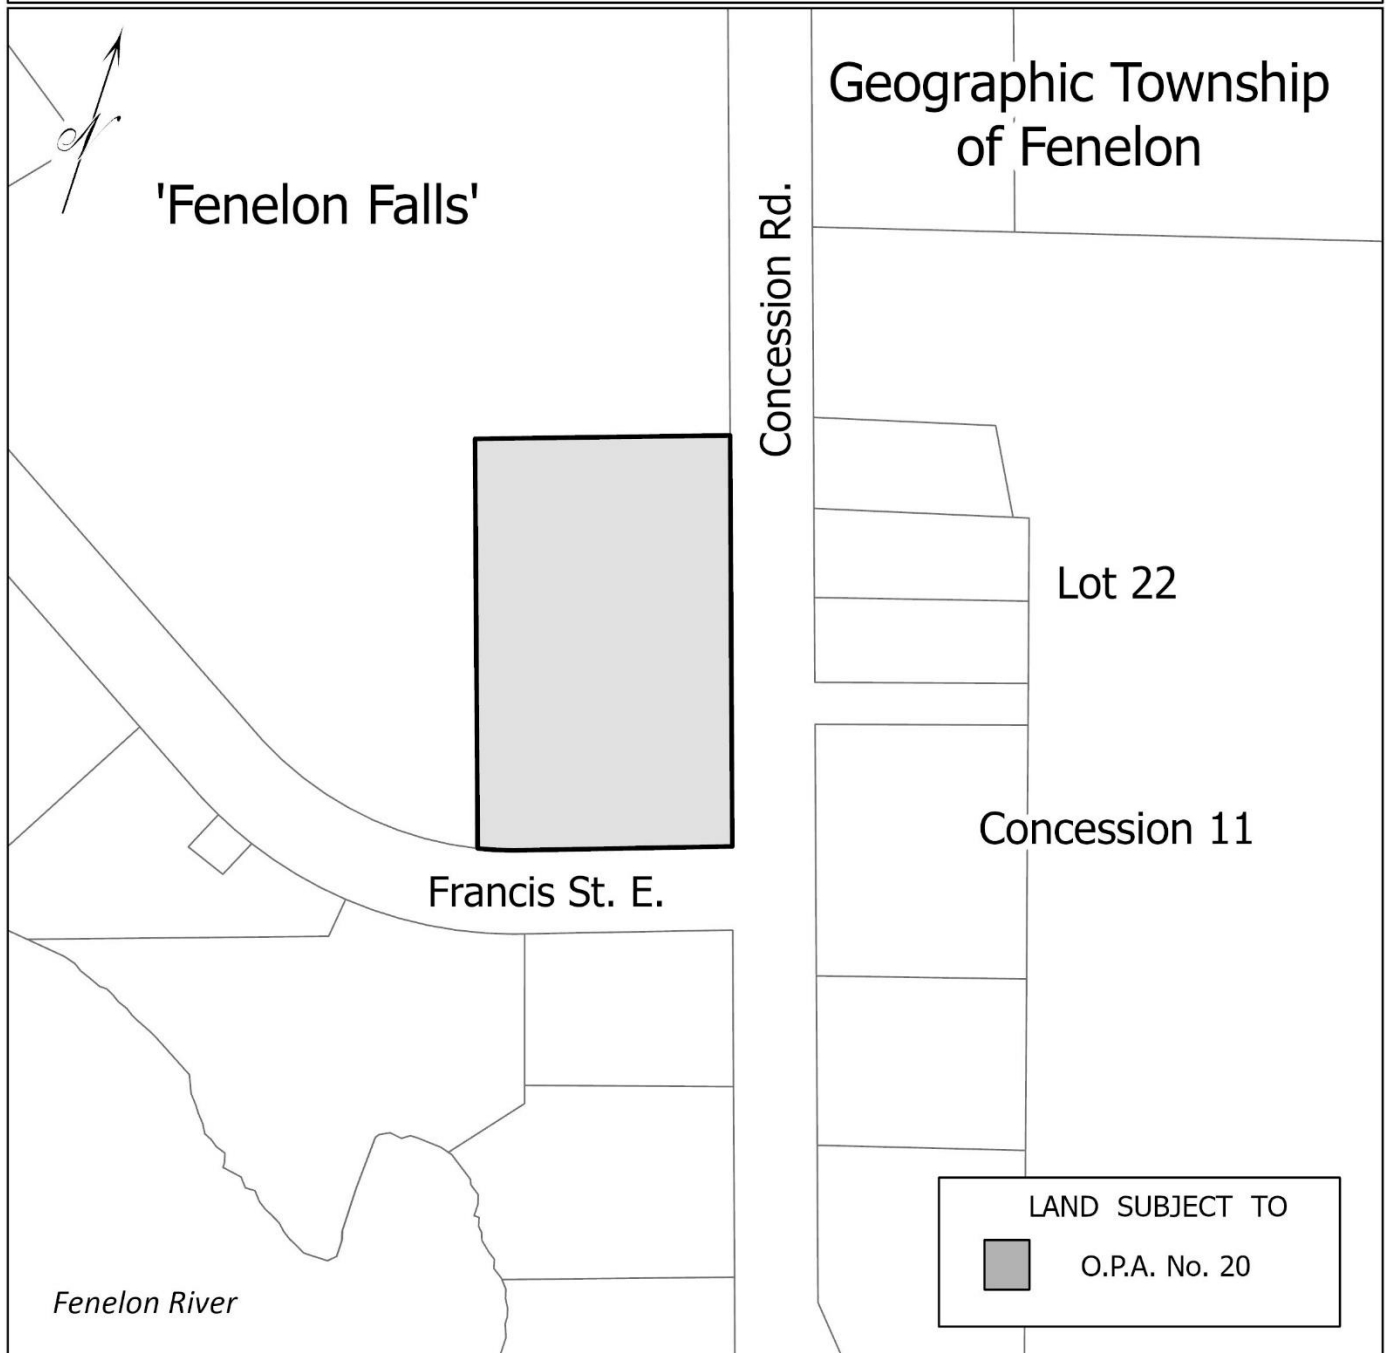 N
Geographic Township
of Fenelon
'Fenelon Falls'
Concession Rd.
Lot 22
Concession 11
Francis St. E.
LAND SUBJECT TO
O.P.A. No. 20
Fenelon River